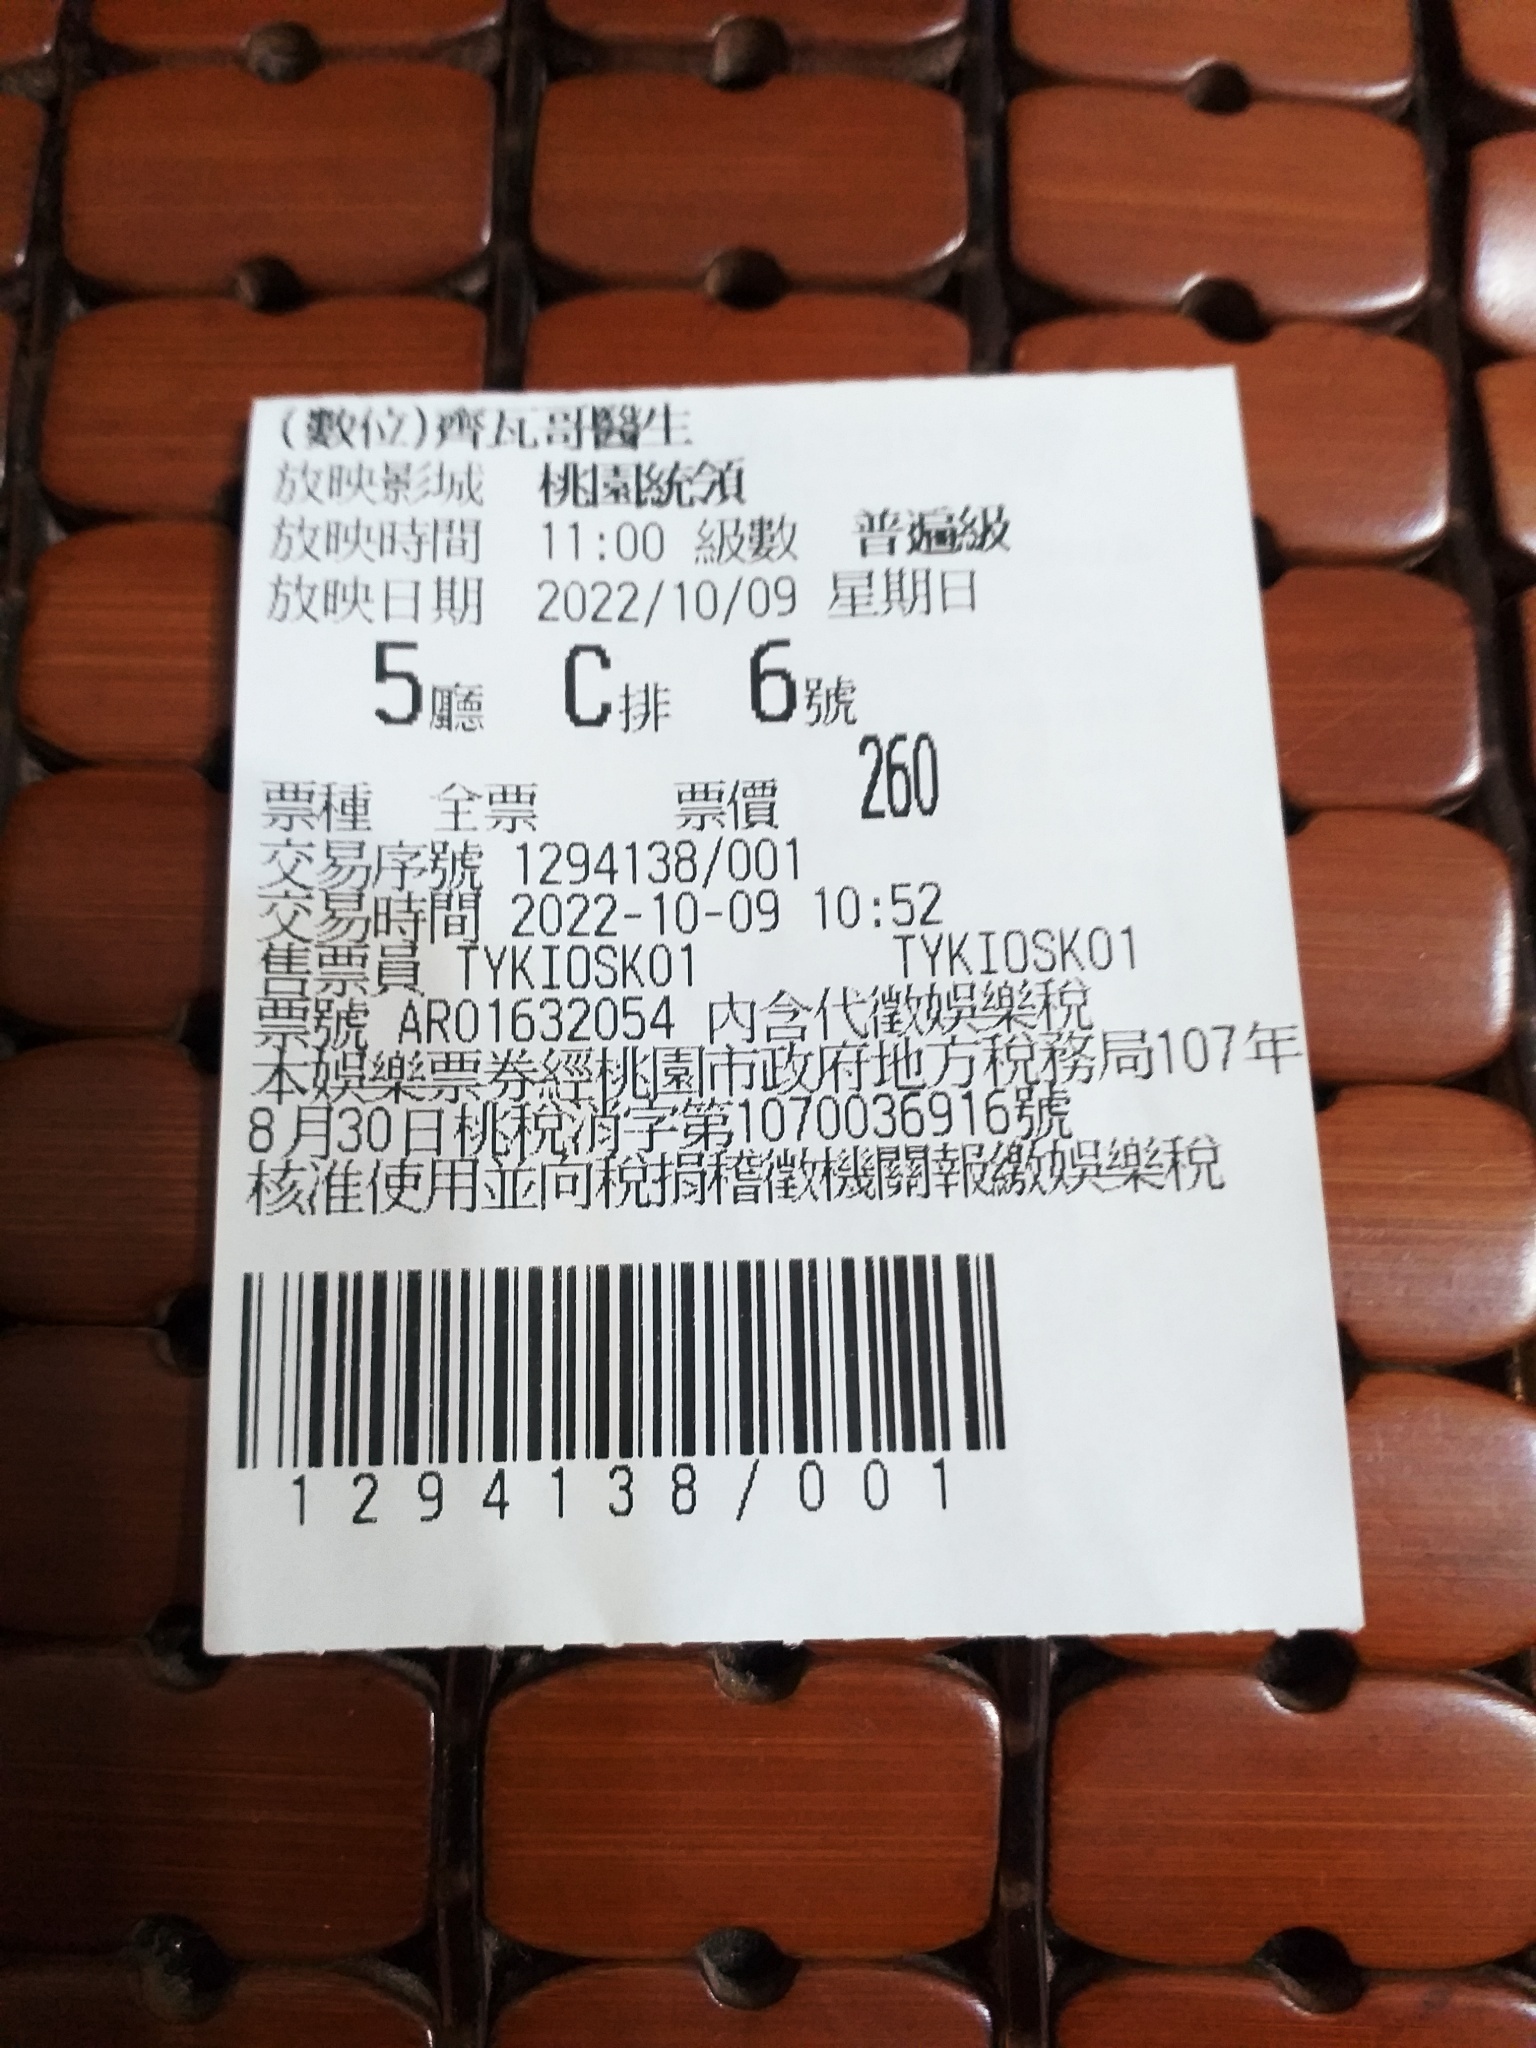 (數位)齊瓦哥醫生
放映影城 桃園統領
放映時間 11:00 級數 普遍級
放映日期 2022/10/09 星期日
5廳 C排 6號
票種 全票 票價 260
交易序號 1294138/001
交易時間 2022-10-09 10:52
售票員 TYKIOSK01 TYKIOSK01
票號 AR01632054 內含代徵娛樂稅
本娛樂票券經桃園市政府地方稅務局107年
8月30日桃稅消字第1070036916號
核准使用並向稅捐稽徵機關報繳娛樂稅
1294138/001